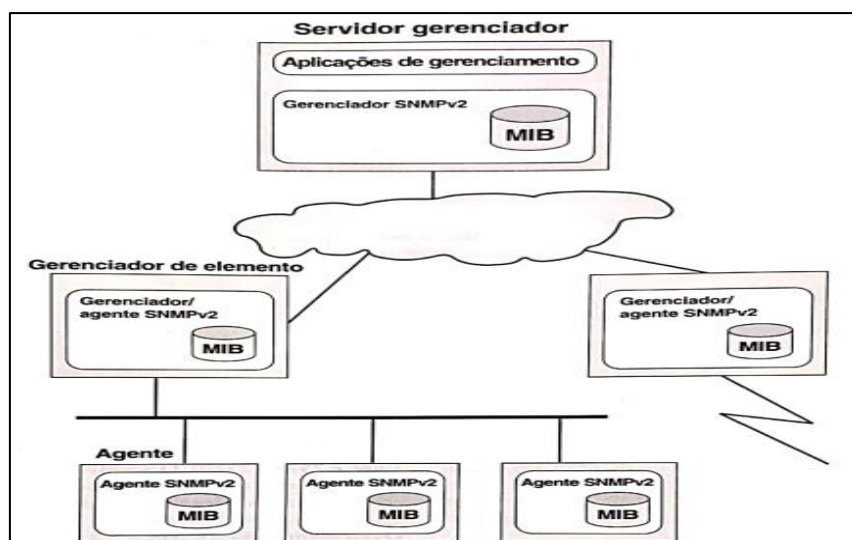 Servidor gerenciador
Aplicações de gerenciamento
Gerenciador SNMPv2
MIB
Gerenciador de elemento
Gerenciador/
agente SNMPv2
MIB
Gerenciador/
agente SNMPv2
MIB
Agente
Agente SNMPv2
MIB
Agente SNMPv2
MIB
Agente SNMPv2
MIB